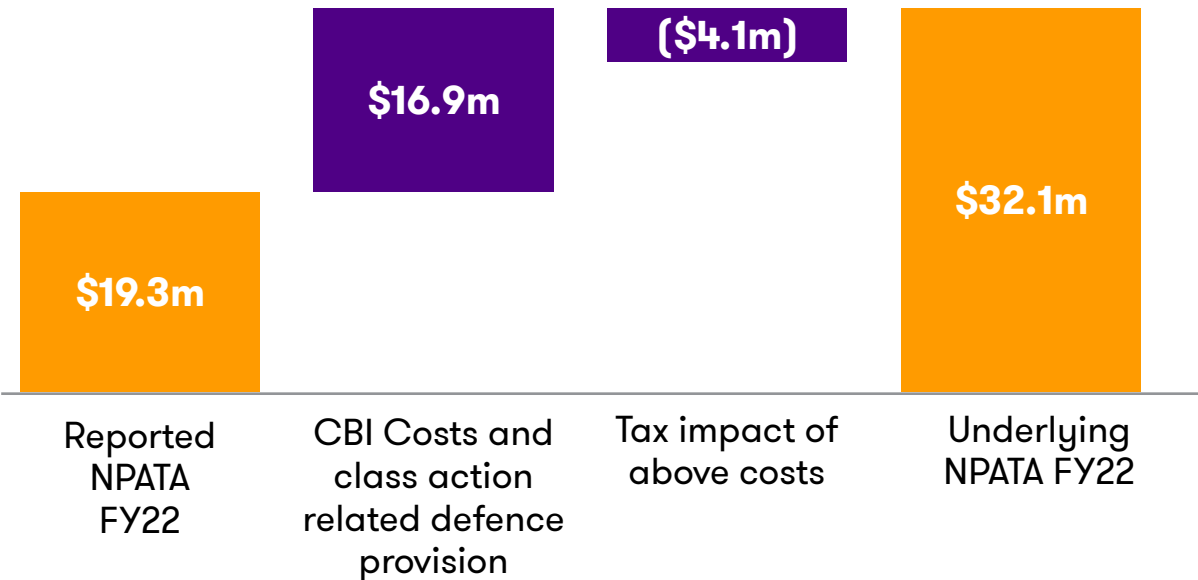 ($4.1m)
$16.9m
$32.1m
$19.3m
Reported
NPATA
FY22
CBI Costs and
class action
related defence
provision
Tax impact of
above costs
Underlying
NPATA FY22